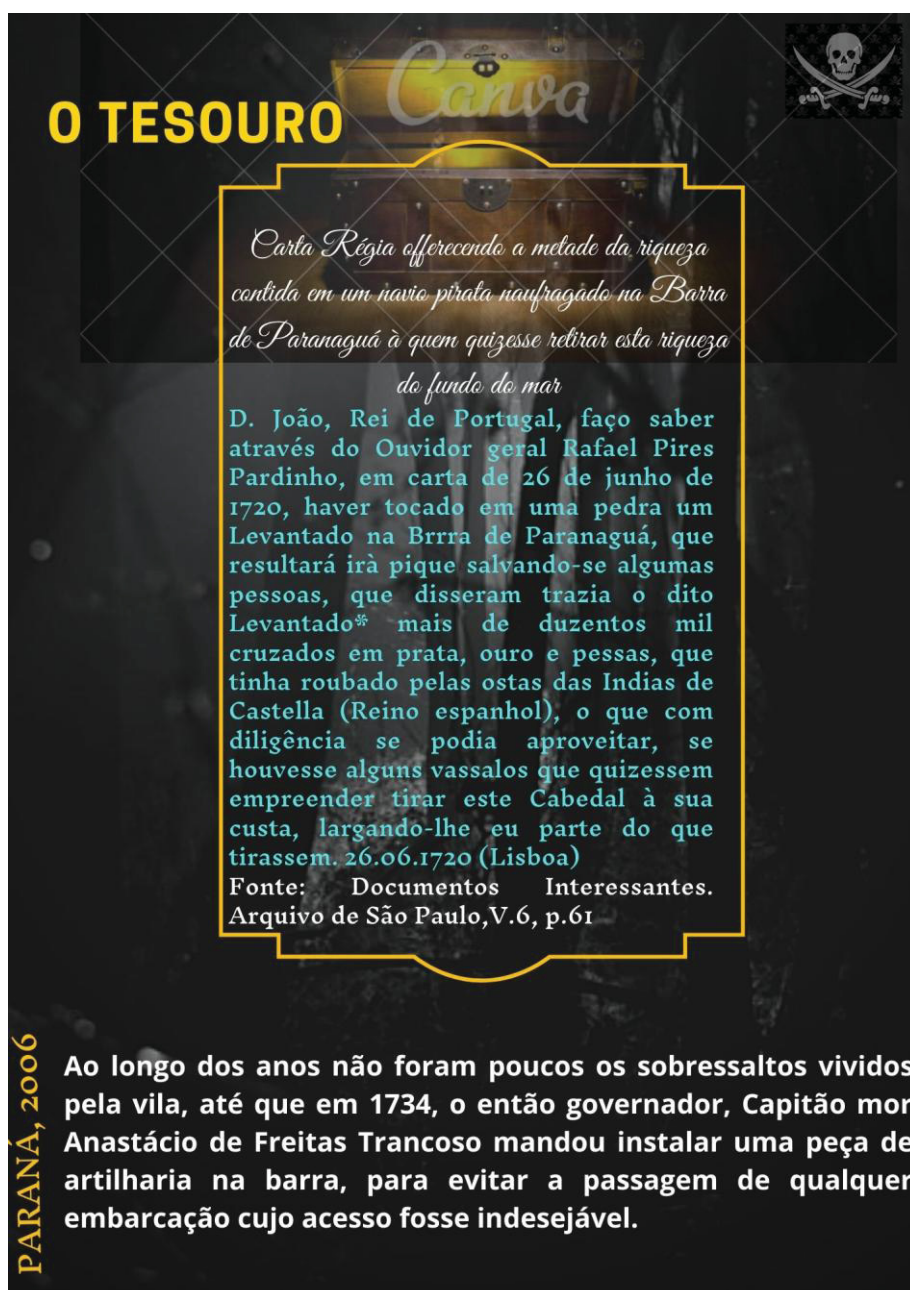 Canva
O TESOURO
Carta Régia offerecendo a metade da riqueza
contida em um navio pirata naufragado na Barra
de Paranaguá à quem quizesse retirar esta riqueza
do fundo do mar
D. João, Rei de Portugal, faço saber
através do Ouvidor geral Rafael Pires
Pardinho, em carta de 26 de junho de
1720, haver tocado em uma pedra um
Levantado na Brrra de Paranaguá, que
resultará irà pique salvando-se algumas
pessoas, que disseram trazia o dito
Levantado* mais de duzentos mil
cruzados em prata, ouro e pessas, que
tinha roubado pelas ostas das Indias de
Castella (Reino espanhol), o que com
diligência se podia aproveitar, se
houvesse alguns vassalos que quizessem
empreender tirar este Cabedal à sua
custa, largando-lhe eu parte do que
tirassem. 26.06.1720 (Lisboa)
Fonte: Documentos Interessantes.
Arquivo de São Paulo,V.6, p.61
PARANÁ, 2006
Ao longo dos anos não foram poucos os sobressaltos vividos
pela vila, até que em 1734, o então governador, Capitão mor
Anastácio de Freitas Trancoso mandou instalar uma peça de
artilharia na barra, para evitar a passagem de qualquer
embarcação cujo acesso fosse indesejável.